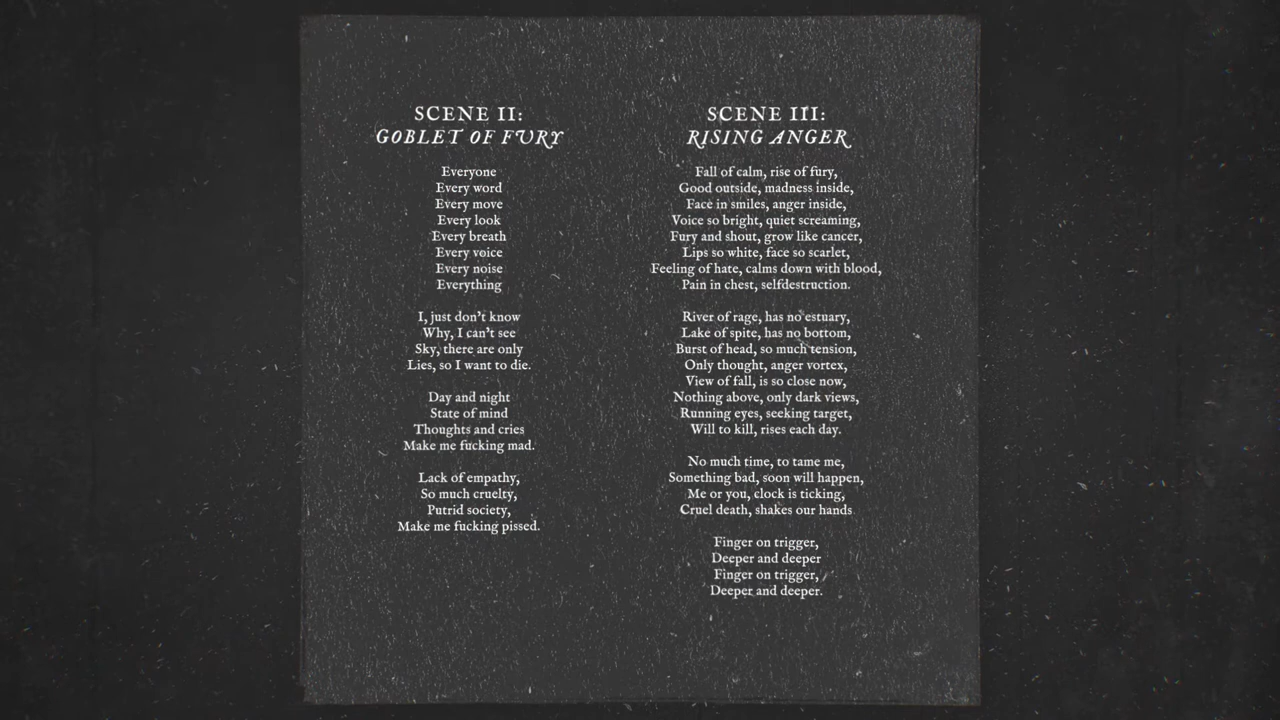 SCENE II:
GOBLET OF FURY
Everyone
Every word
Every move
Every look
Every breath
Every voice
Every noise
Everything
I, just don't know
Why, I can't see
Sky, there are only
Lies, so I want to die.
Day and night
State of mind
Thoughts and cries
Make me fucking mad.
Lack of empathy,
So much cruelty,
Putrid society,
Make me fucking pissed.
SCENE III:
RISING ANGER
Fall of calm, rise of fury,
Good outside, madness inside,
Face in smiles, anger inside,
Voice so bright, quiet screaming,
Fury and shout, grow like cancer,
Lips so white, face so scarlet,
Feeling of hate, calms down with blood,
Pain in chest, selfdestruction.
River of rage, has no estuary,
Lake of spite, has no bottom,
Burst of head, so much tension,
Only thought, anger vortex,
View of fall, is so close now,
Nothing above, only dark views,
Running eyes, seeking target,
Will to kill, rises each day.
No much time, to tame me,
Something bad, soon will happen,
Me or you, clock is ticking,
Cruel death, shakes our hands
Finger on trigger,
Deeper and deeper
Finger on trigger,
Deeper and deeper.